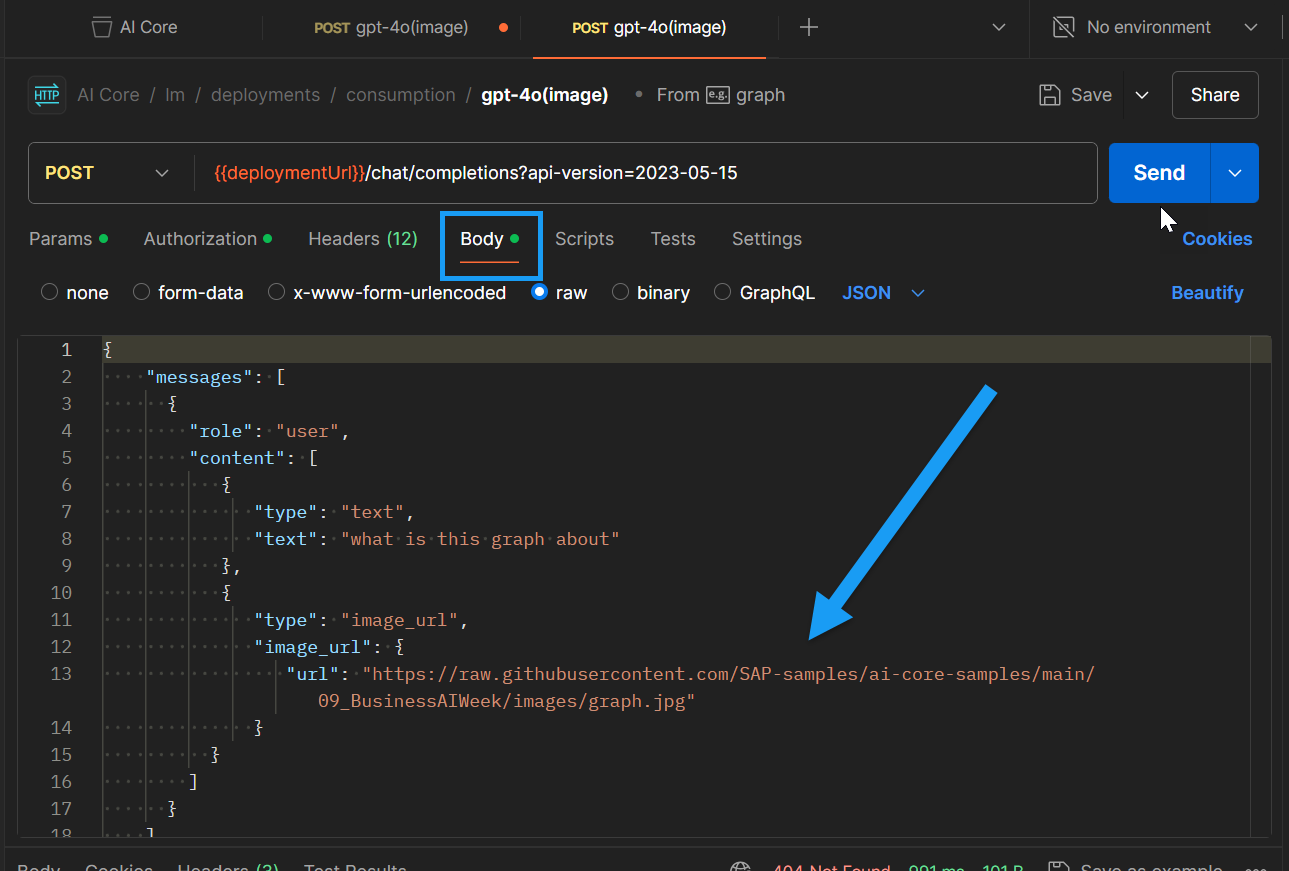 AI Core POST gpt-4o(image) POST gpt-4o(image) No environment
HTTP AI Core / lm / deployments / consumption / gpt-4o(image) • From e.g. graph Save Share
POST {{deploymentUrl}}/chat/completions?api-version=2023-05-15 Send
Params Authorization Headers (12) Body Scripts Tests Settings Cookies
none form-data x-www-form-urlencoded raw binary GraphQL JSON Beautify
1 {
2 "messages": [
3 {
4 "role": "user",
5 "content": [
6 {
7 "type": "text",
8 "text": "what is this graph about"
9 },
10 {
11 "type": "image_url",
12 "image_url": {
13 "url": "https://raw.githubusercontent.com/SAP-samples/ai-core-samples/main/
09_BusinessAIWeek/images/graph.jpg"
14 }
15 }
16 ]
17 }
18 ]
Body Cookies Headers (3) Test Results 404 Not Found 991 ms 191 B Save as example